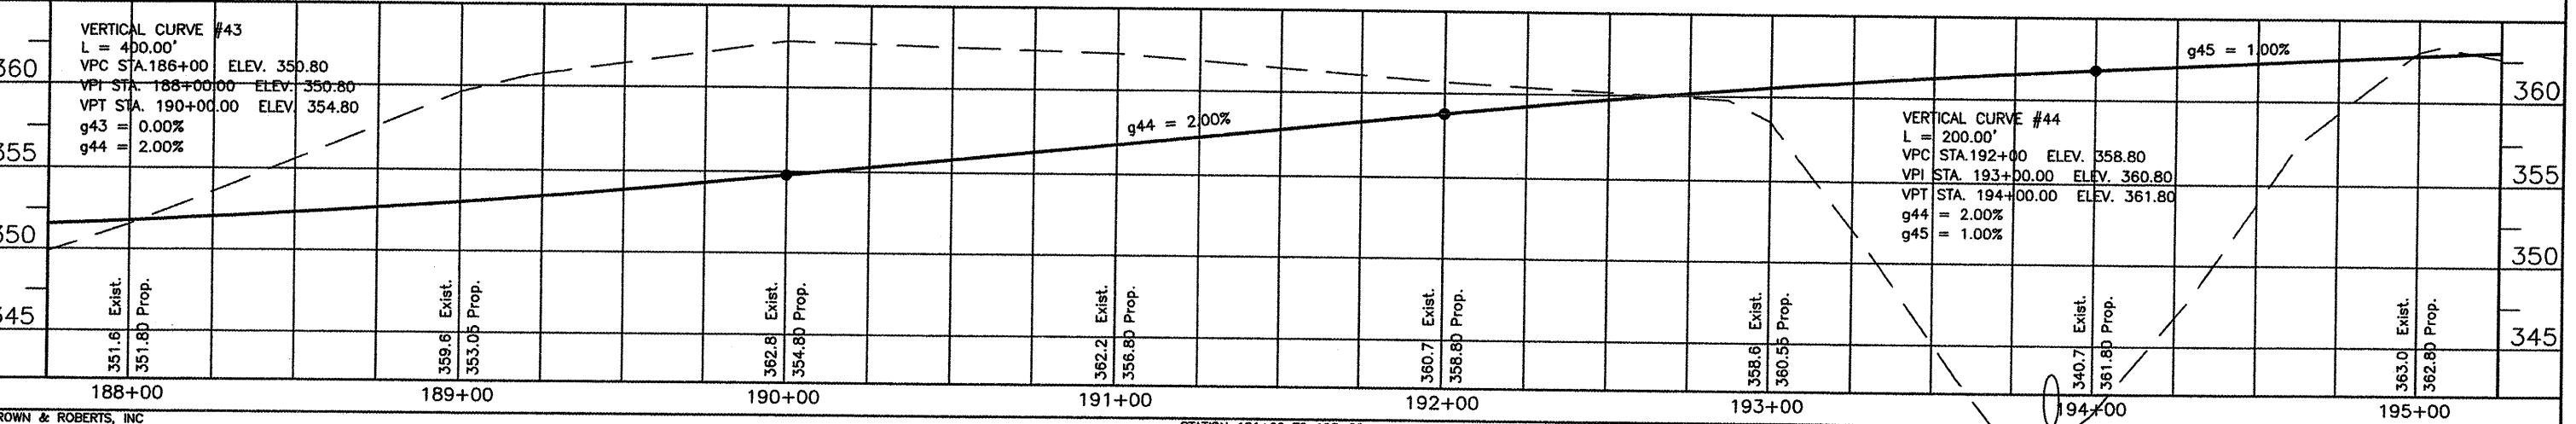 VERTICAL CURVE #43
L = 400.00'
VPC STA.186+00 ELEV. 350.80
VPI STA. 188+00.00 ELEV. 350.80
VPT STA. 190+00.00 ELEV. 354.80
g43 = 0.00%
g44 = 2.00%
g44 = 2.00%
g45 = 1.00%
VERTICAL CURVE #44
L = 200.00'
VPC STA.192+00 ELEV. 358.80
VPI STA. 193+00.00 ELEV. 360.80
VPT STA. 194+00.00 ELEV. 361.80
g44 = 2.00%
g45 = 1.00%
360
355
350
345
360
355
350
345
351.6 Exist.
351.80 Prop.
359.6 Exist.
353.05 Prop.
362.8 Exist.
354.80 Prop.
362.2 Exist.
356.80 Prop.
360.7 Exist.
358.80 Prop.
358.6 Exist.
360.55 Prop.
340.7 Exist.
361.80 Prop.
363.0 Exist.
362.80 Prop.
188+00
189+00
190+00
191+00
192+00
193+00
194+00
195+00
ROWN & ROBERTS, INC